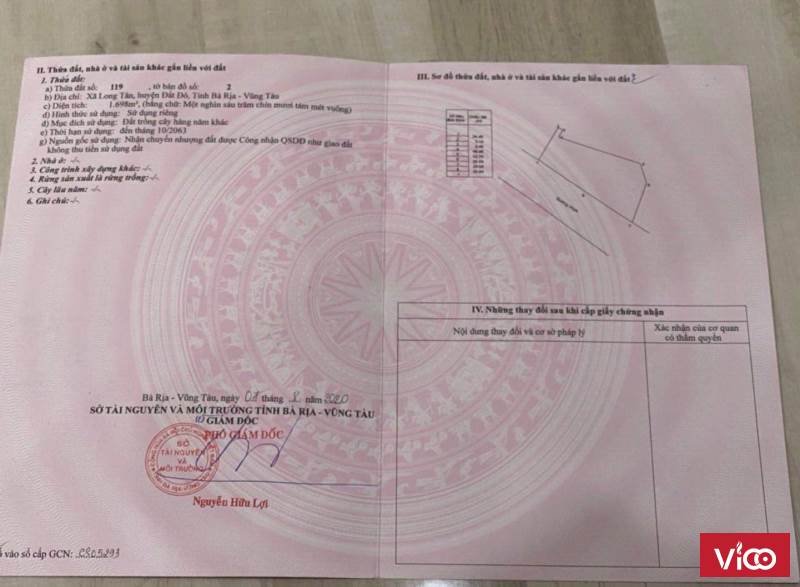 II. Thửa đất, nhà ở và tài sản khác gắn liền với đất
1. Thửa đất:
a) Thửa đất số: 119 , tờ bản đồ số: 2
b) Địa chỉ: Xã Long Tân, huyện Đất Đỏ, Tỉnh Bà Rịa - Vũng Tàu
c) Diện tích: 1.698m², (bằng chữ: Một nghìn sáu trăm chín mươi tám mét vuông)
d) Hình thức sử dụng: Sử dụng riêng
đ) Mục đích sử dụng: Đất trồng cây hàng năm khác
e) Thời hạn sử dụng: đến tháng 10/2063
g) Nguồn gốc sử dụng: Nhận chuyển nhượng đất được Công nhận QSDĐ như giao đất
không thu tiền sử dụng đất
2. Nhà ở: -/-
3. Công trình xây dựng khác: -/-
4. Rừng sản xuất là rừng trồng: -/-
5. Cây lâu năm: -/-
6. Ghi chú: -/-
Bà Rịa - Vũng Tàu, ngày tháng năm 2020
SỞ TÀI NGUYÊN VÀ MÔI TRƯỜNG TỈNH BÀ RỊA - VŨNG TÀU
GIÁM ĐỐC
PHÓ GIÁM ĐỐC
SỞ
TÀI NGUYÊN
VÀ
MÔI TRƯỜNG
Nguyễn Hữu Lợi
vào sổ cấp GCN: CS05293
III. Sơ đồ thửa đất, nhà ở và tài sản khác gắn liền với đất
IV. Những thay đổi sau khi cấp giấy chứng nhận
Nội dung thay đổi và cơ sở pháp lý
Xác nhận của cơ quan
có thẩm quyền
Vico